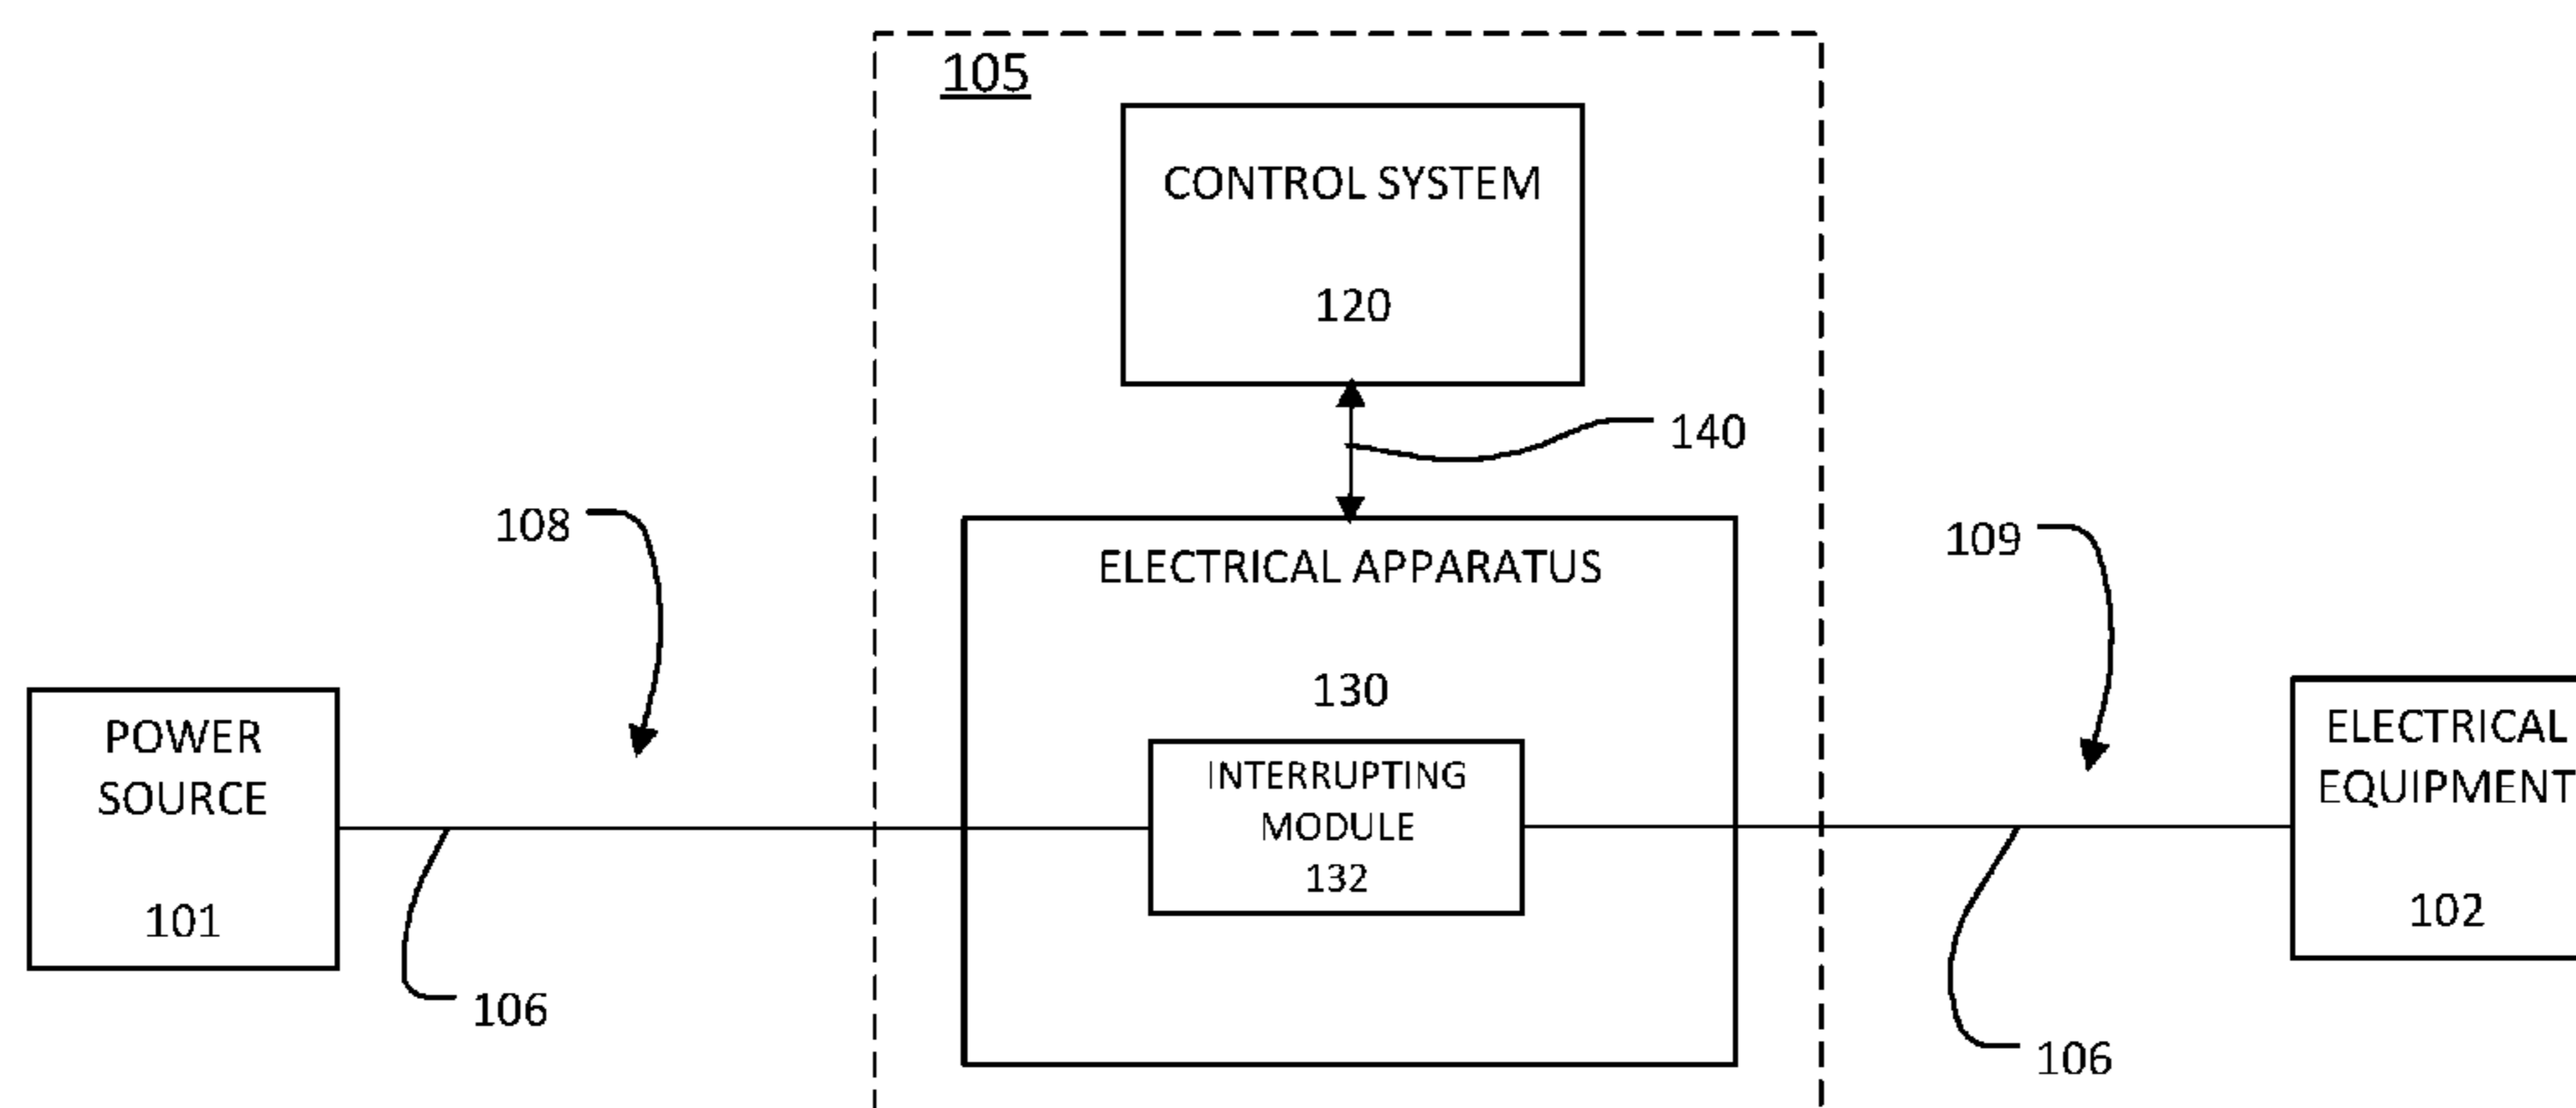 105
CONTROL SYSTEM
120
140
108
109
ELECTRICAL APPARATUS
130
POWER
SOURCE
101
INTERRUPTING
MODULE
132
ELECTRICAL
EQUIPMENT
102
106
106